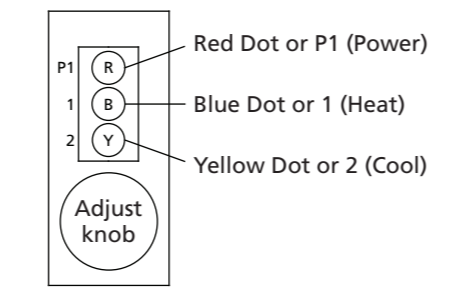 P1 R Red Dot or P1 (Power)
1 B Blue Dot or 1 (Heat)
2 Y Yellow Dot or 2 (Cool)
Adjust
knob